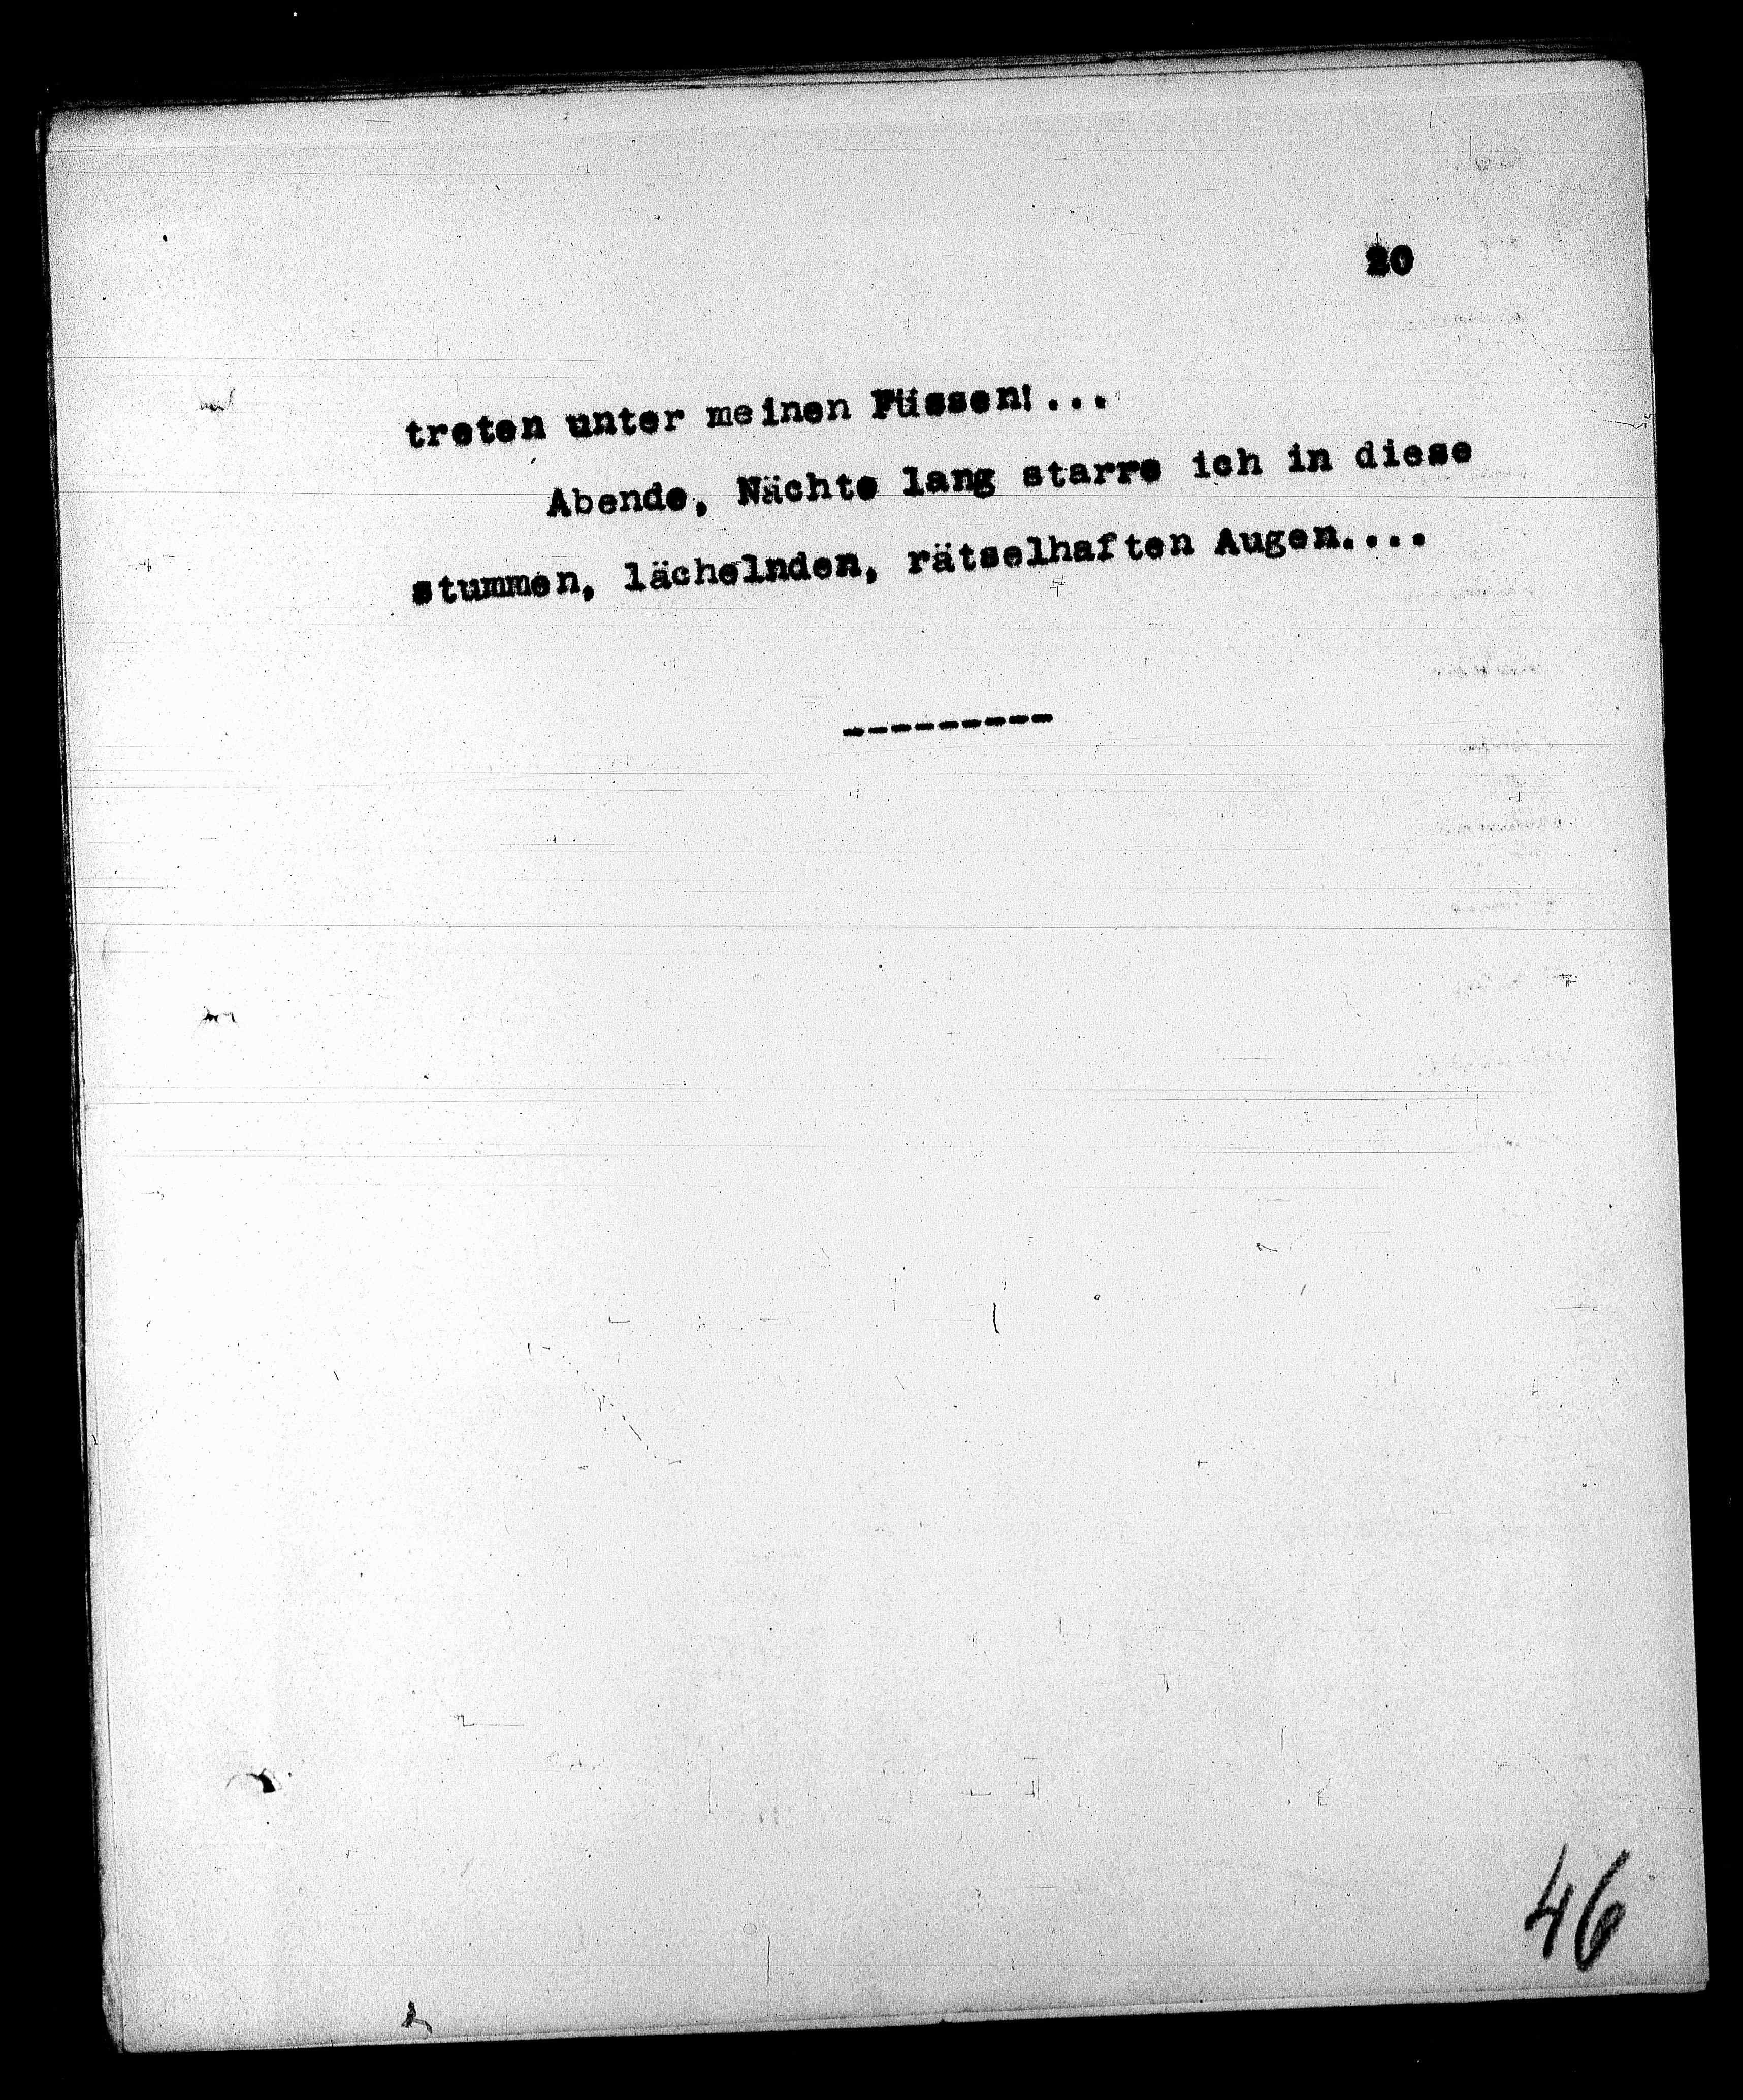 20
treten unter meinen Füssen!...
Abende, Nächte lang starre ich in diese
stummen, lächelnden, rätselhaften Augen....
---------
46